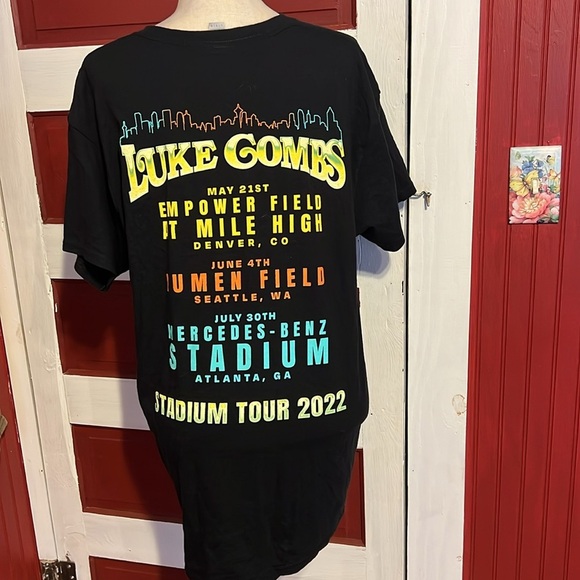 LUKE COMBS
MAY 21ST
EMPOWER FIELD
AT MILE HIGH
DENVER, CO
JUNE 4TH
LUMEN FIELD
SEATTLE, WA
JULY 30TH
MERCEDES-BENZ
STADIUM
ATLANTA, GA
STADIUM TOUR 2022